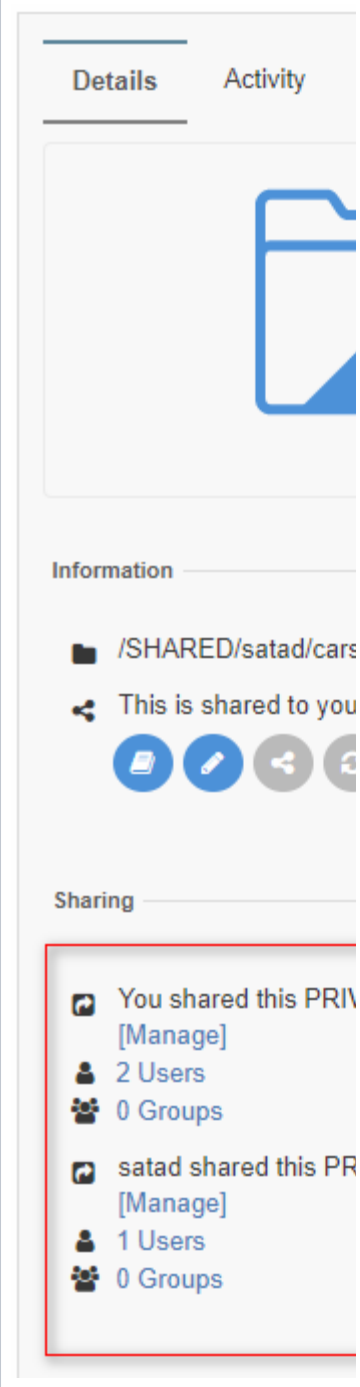 Details Activity
Information
/SHARED/satad/cars
This is shared to you
Sharing
You shared this PRIV
[Manage]
2 Users
0 Groups
satad shared this PR
[Manage]
1 Users
0 Groups